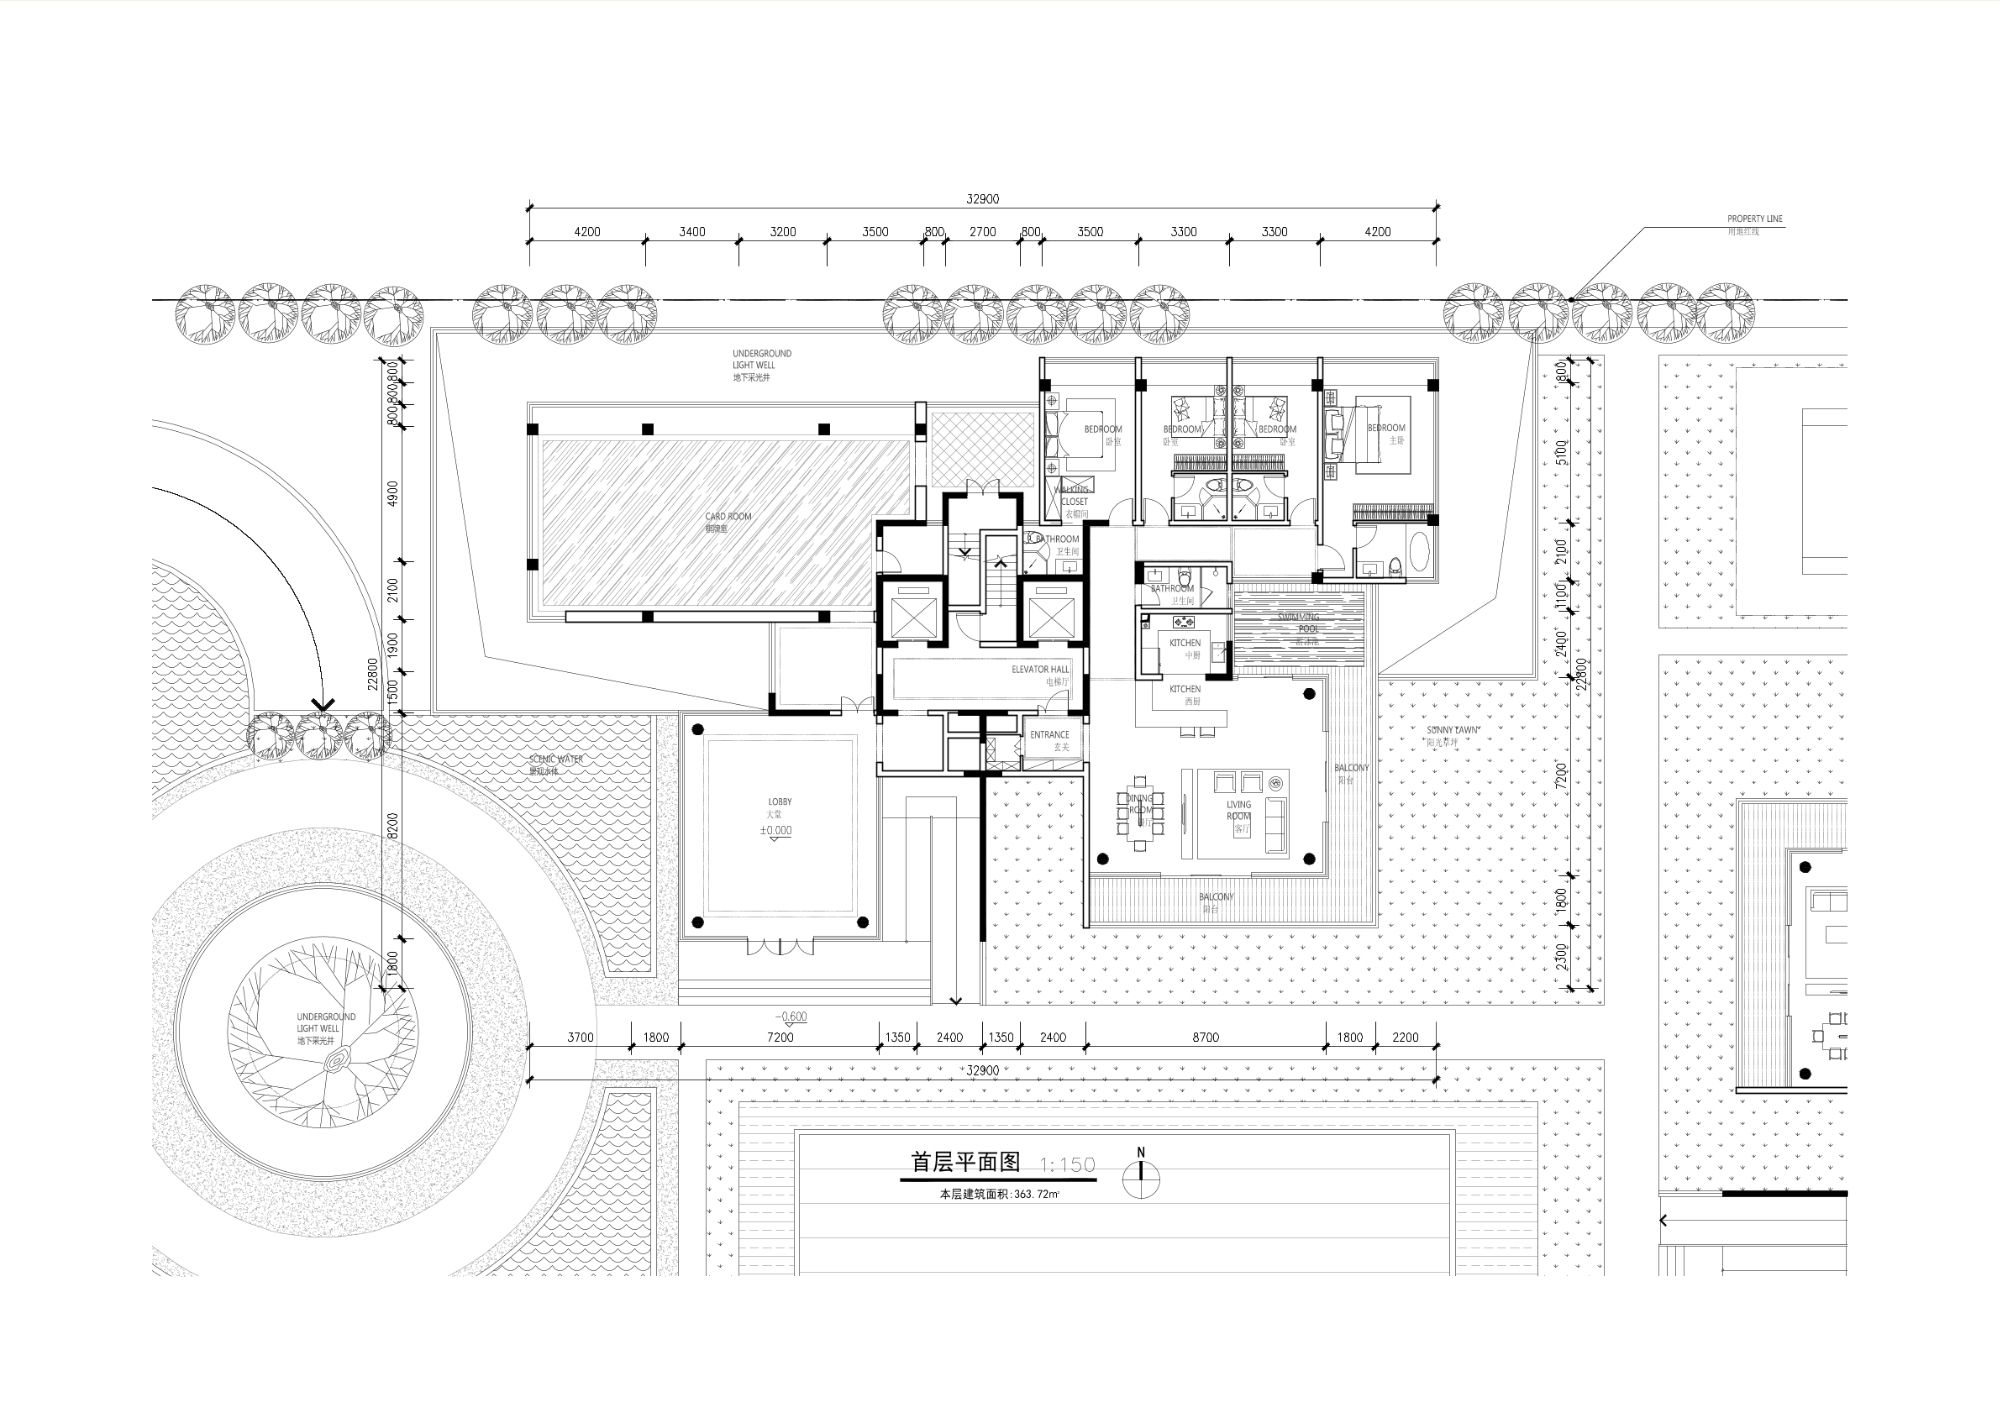 32900
4200 3400 3200 3500 800 2700 800 3500 3300 3300 4200
PROPERTY LINE
用地红线
UNDERGROUND
LIGHT WELL
地下采光井
800
800
800
4900
2100
1900
1500
22800
8200
1800
800
5100
2100
1100
2400
22800
7200
1800
2300
BEDROOM
卧室
BEDROOM
卧室
BEDROOM
卧室
BEDROOM
主卧
WALKING
CLOSET
衣帽间
CARD ROOM
棋牌室
BATHROOM
卫生间
BATHROOM
卫生间
SWIMMING
POOL
游泳池
KITCHEN
中厨
ELEVATOR HALL
电梯厅
KITCHEN
西厨
ENTRANCE
玄关
SUNNY LAWN
阳光草坪
SCENIC WATER
景观水体
BALCONY
阳台
LOBBY
大堂
±0.000
DINING
ROOM
餐厅
LIVING
ROOM
客厅
BALCONY
阳台
UNDERGROUND
LIGHT WELL
地下采光井
-0.600
3700 1800 7200 1350 2400 1350 2400 8700 1800 2200
32900
首层平面图 1:150
N
本层建筑面积:363.72m²